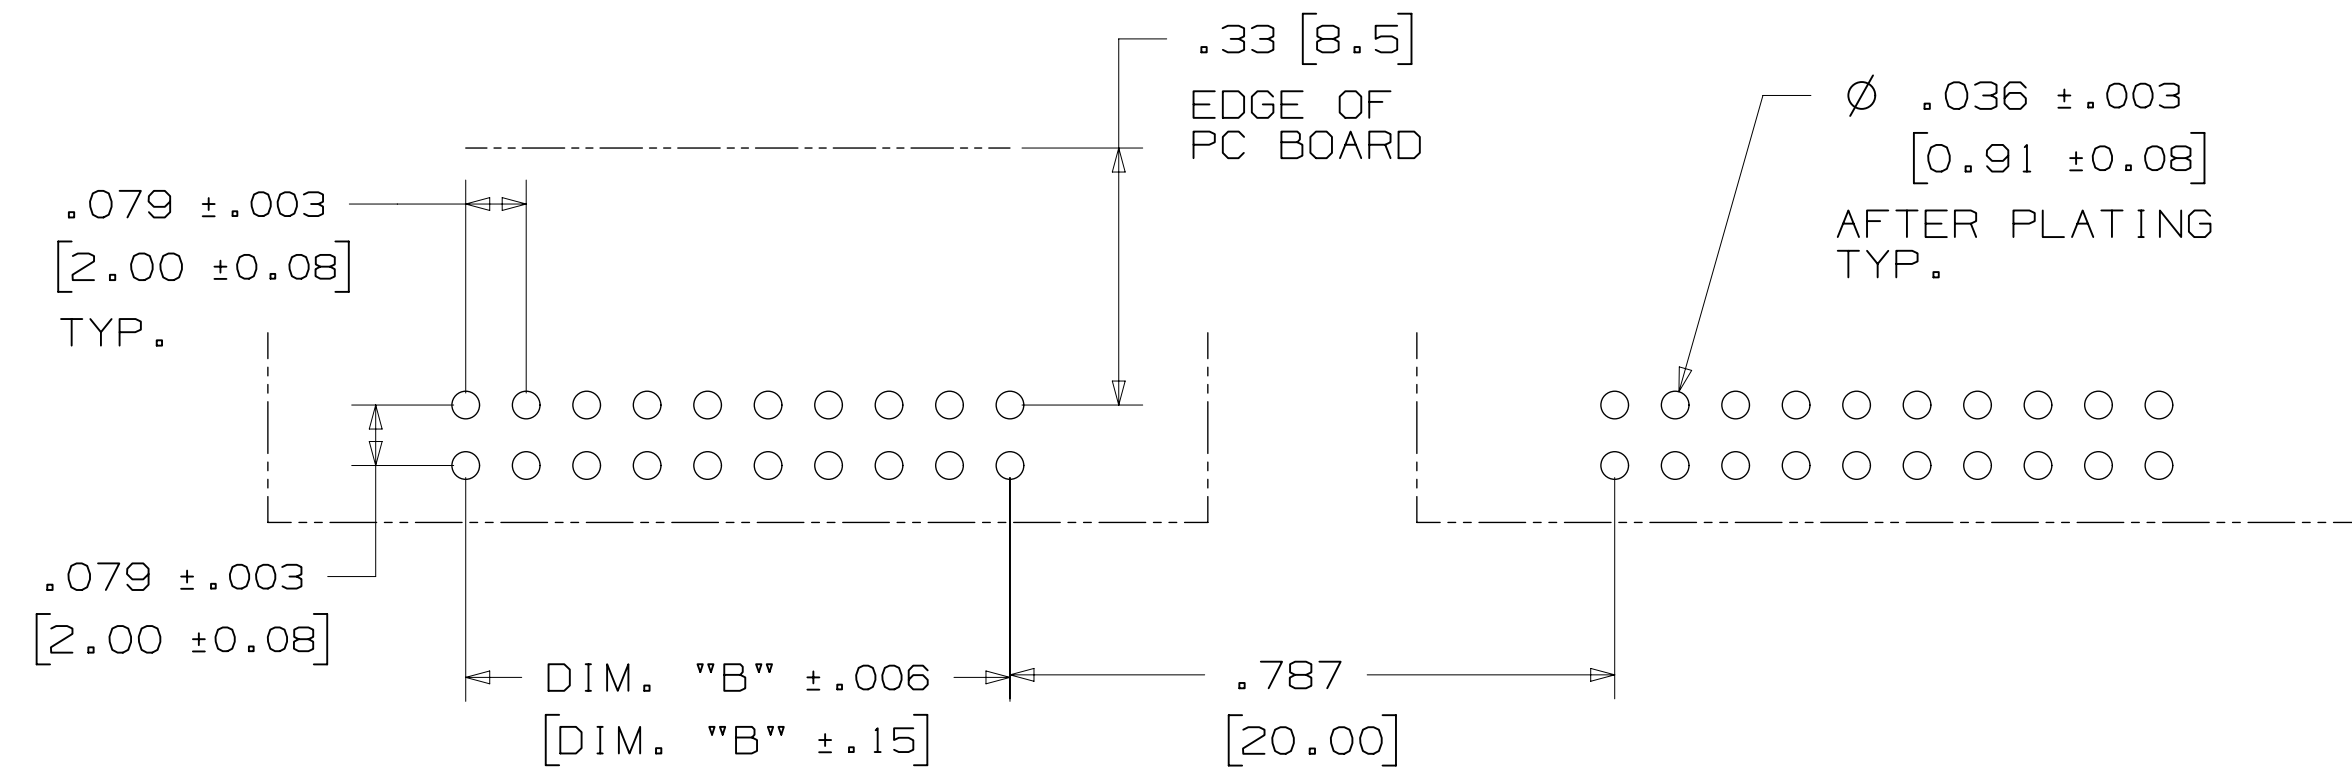 .33 [8.5]
EDGE OF
PC BOARD
Ø .036 ±.003
[0.91 ±0.08]
AFTER PLATING
TYP.
.079 ±.003
[2.00 ±0.08]
TYP.
.079 ±.003
[2.00 ±0.08]
DIM. "B" ±.006
[DIM. "B" ±.15]
.787
[20.00]